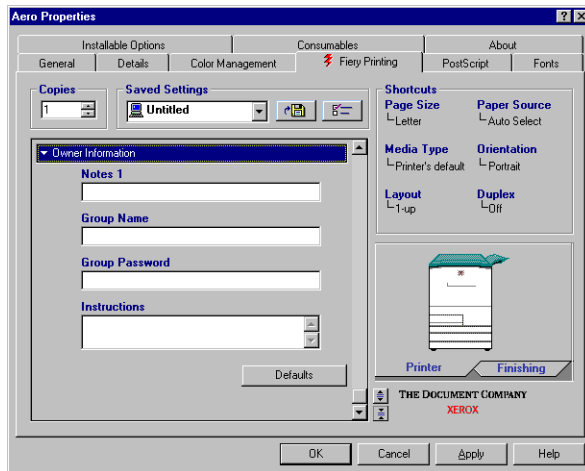 Aero Properties
Installable Options Consumables About
General Details Color Management Fiery Printing PostScript Fonts
Copies
1
Saved Settings
Untitled
Shortcuts
Page Size Paper Source
Letter Auto Select
Media Type Orientation
Printer's default Portrait
Layout Duplex
1-up Off
Owner Information
Notes 1
Group Name
Group Password
Instructions
Defaults
Printer Finishing
THE DOCUMENT COMPANY
XEROX
OK Cancel Apply Help